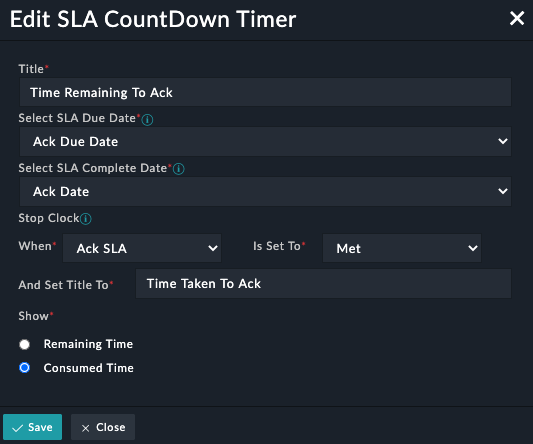 Edit SLA CountDown Timer
Title*
Time Remaining To Ack
Select SLA Due Date*
Ack Due Date
Select SLA Complete Date*
Ack Date
Stop Clock
When* Ack SLA Is Set To* Met
And Set Title To* Time Taken To Ack
Show*
Remaining Time
Consumed Time
Save Close